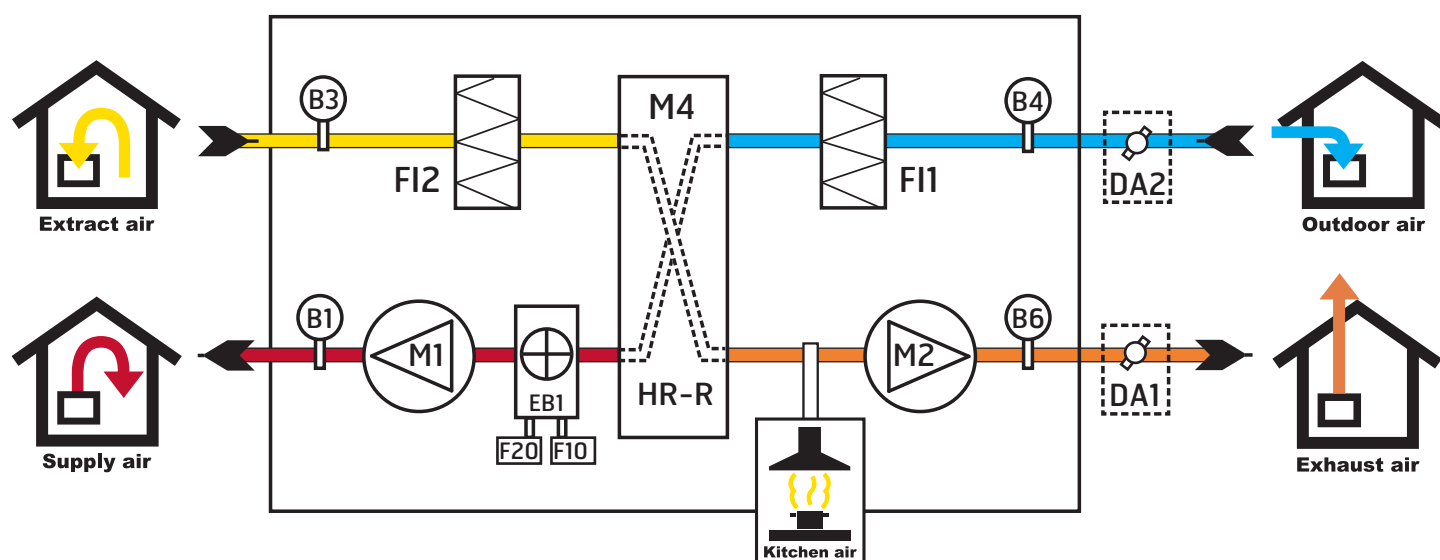 B3
M4
B4
FI2
FI1
DA2
Extract air
Outdoor air
B1
B6
M1
M2
EB1
HR-R
DA1
F20
F10
Supply air
Exhaust air
Kitchen air